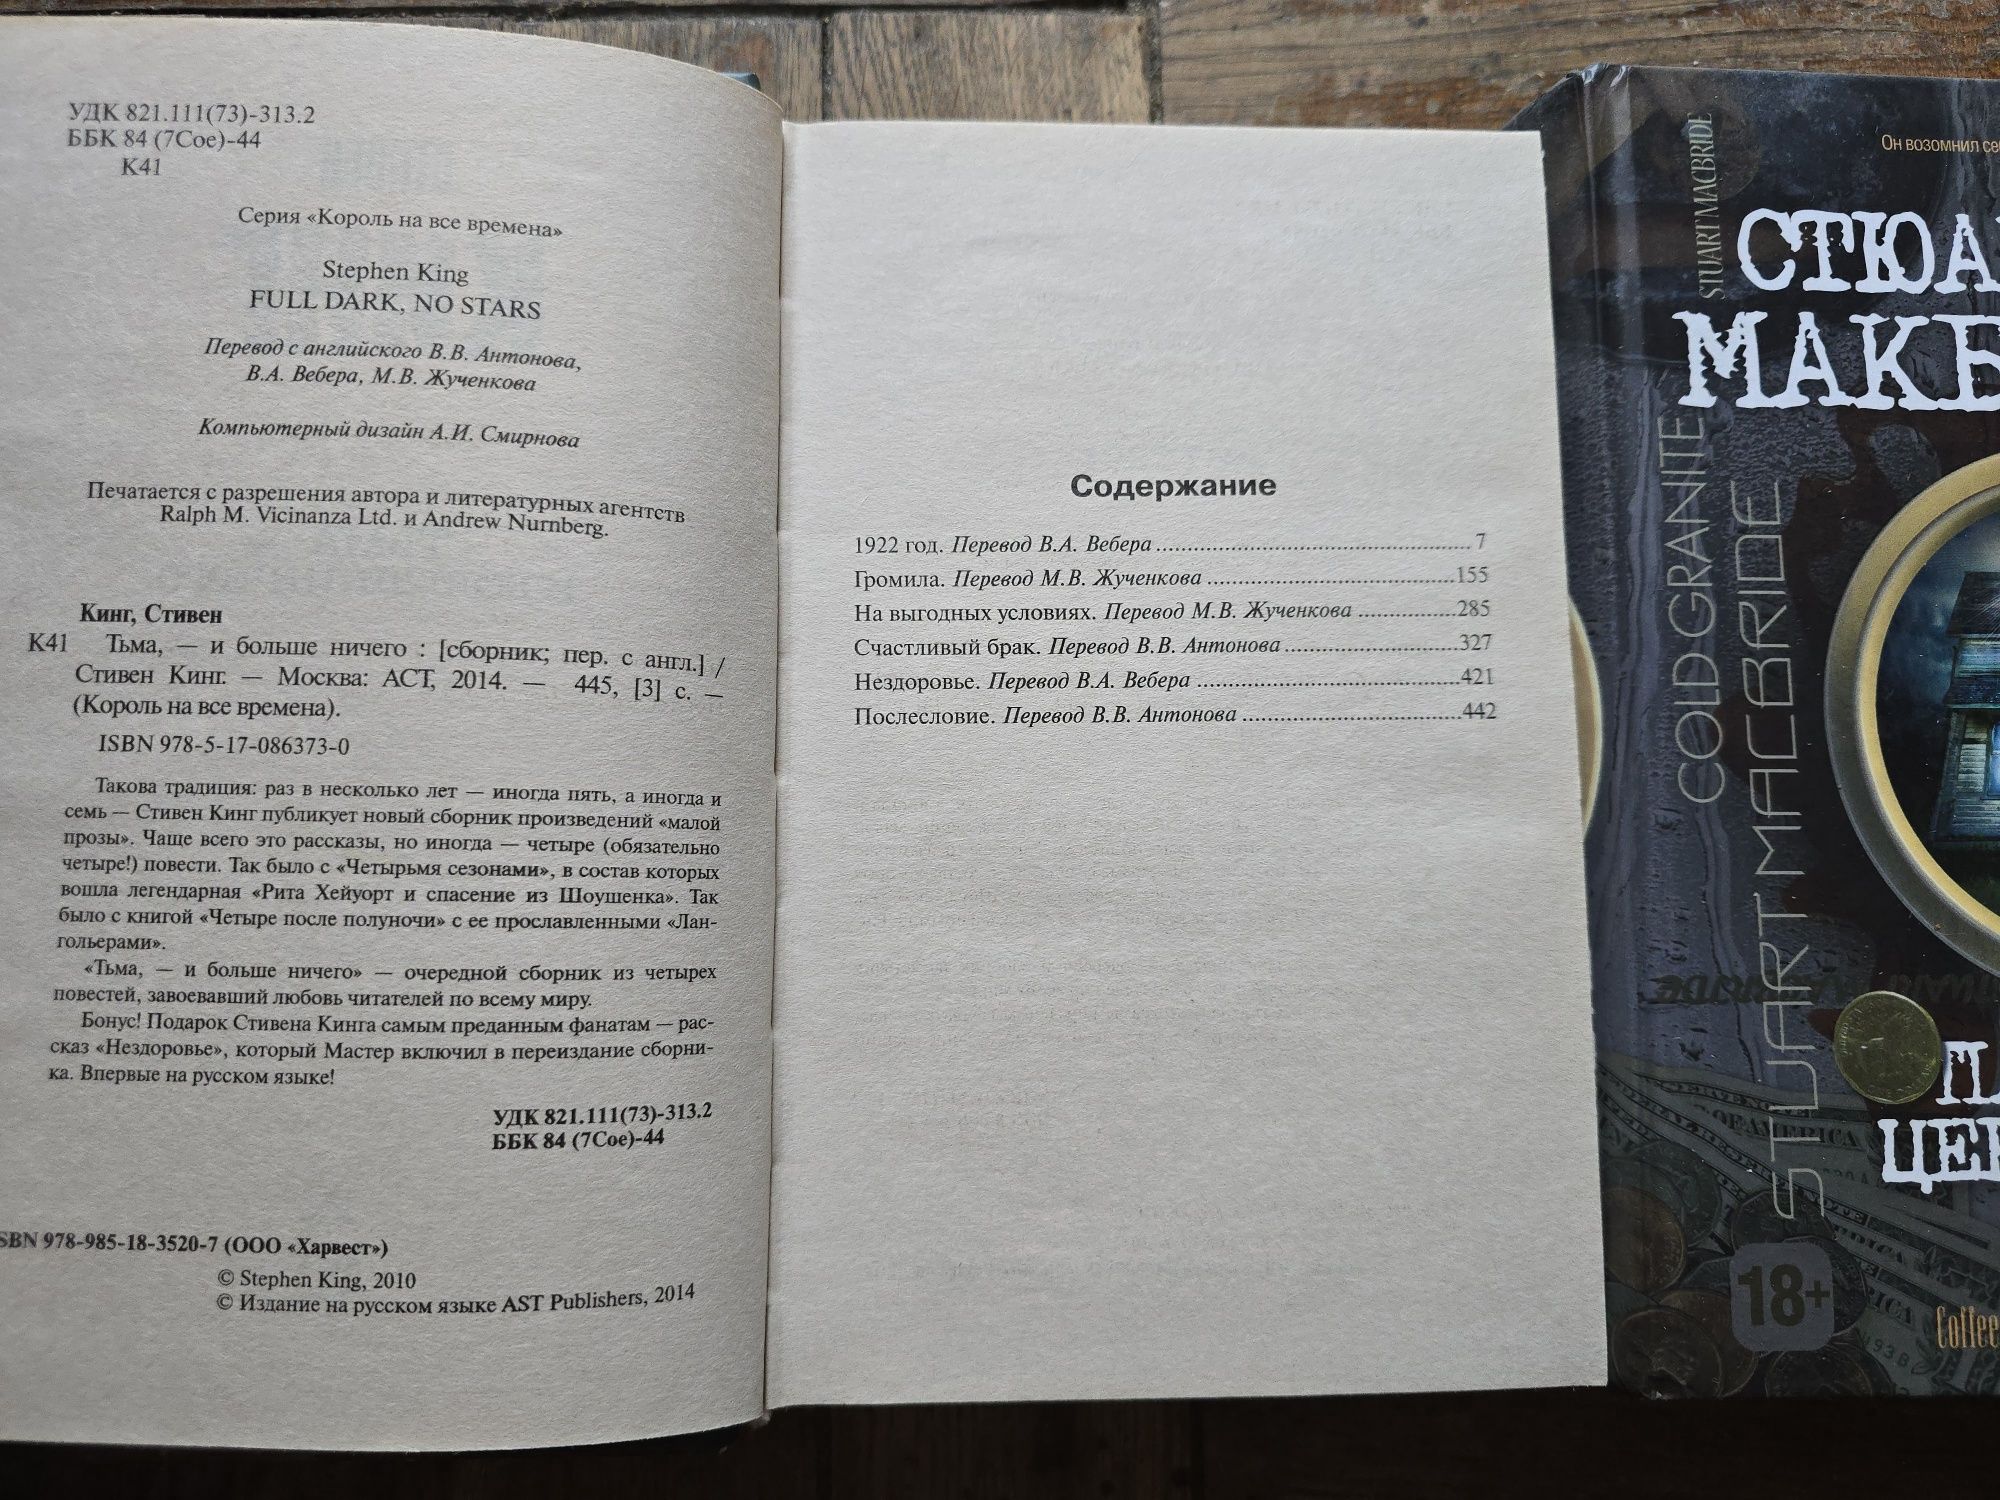 УДК 821.111(73)-313.2
ББК 84 (7Сое)-44
К41
Серия «Король на все времена»
Stephen King
FULL DARK, NO STARS
Перевод с английского В.В. Антонова,
В.А. Вебера, М.В. Жученкова
Компьютерный дизайн А.И. Смирнова
Печатается с разрешения автора и литературных агентств
Ralph M. Vicinanza Ltd. и Andrew Nurnberg.
Кинг, Стивен
К41 Тьма, — и больше ничего : [сборник; пер. с англ.] /
Стивен Кинг. — Москва: АСТ, 2014. — 445, [3] с. —
(Король на все времена).
ISBN 978-5-17-086373-0
Такова традиция: раз в несколько лет — иногда пять, а иногда и
семь — Стивен Кинг публикует новый сборник произведений «малой
прозы». Чаще всего это рассказы, но иногда — четыре (обязательно
четыре!) повести. Так было с «Четырьмя сезонами», в состав которых
вошла легендарная «Рита Хейуорт и спасение из Шоушенка». Так
было с книгой «Четыре после полуночи» с ее прославленными «Лан-
гольерами».
«Тьма, — и больше ничего» — очередной сборник из четырех
повестей, завоевавший любовь читателей по всему миру.
Бонус! Подарок Стивена Кинга самым преданным фанатам — рас-
сказ «Нездоровье», который Мастер включил в переиздание сборни-
ка. Впервые на русском языке!
УДК 821.111(73)-313.2
ББК 84 (7Сое)-44
SBN 978-985-18-3520-7 (ООО «Харвест»)
© Stephen King, 2010
© Издание на русском языке AST Publishers, 2014
Содержание
1922 год. Перевод В.А. Вебера ........ 7
Громила. Перевод М.В. Жученкова ........ 155
На выгодных условиях. Перевод М.В. Жученкова ........ 285
Счастливый брак. Перевод В.В. Антонова ........ 327
Нездоровье. Перевод В.А. Вебера ........ 421
Послесловие. Перевод В.В. Антонова ........ 442
STUART MACBRIDE
Он возомнил
СТЮА
МАКБ
COLD GRANITE
STUART MACBRIDE
ЦЕ
18+
Coffee